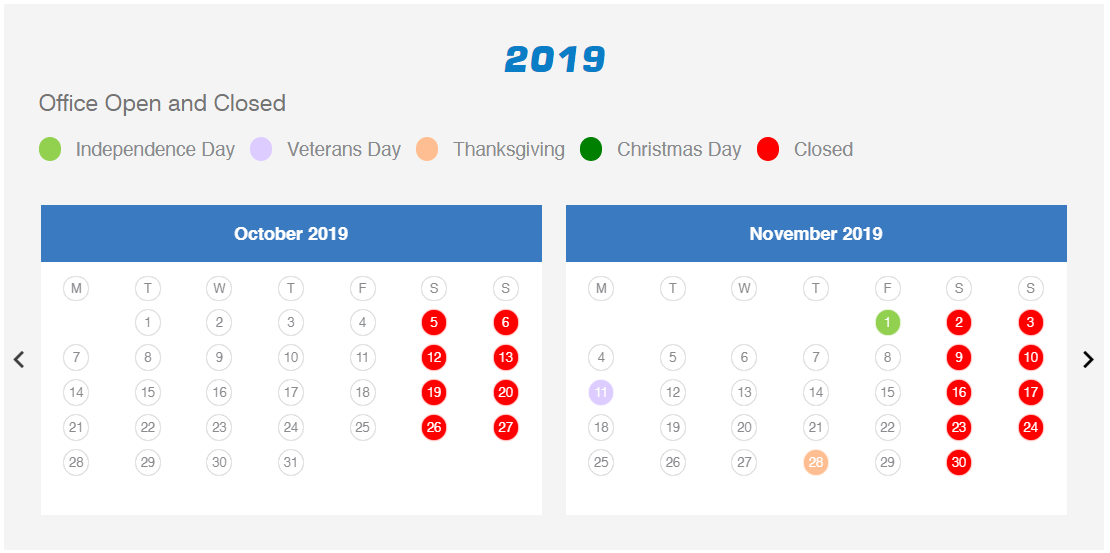 2019
Office Open and Closed
Independence Day Veterans Day Thanksgiving Christmas Day Closed
October 2019
M T W T F S S
1 2 3 4 5 6
7 8 9 10 11 12 13
14 15 16 17 18 19 20
21 22 23 24 25 26 27
28 29 30 31
November 2019
M T W T F S S
1 2 3
4 5 6 7 8 9 10
11 12 13 14 15 16 17
18 19 20 21 22 23 24
25 26 27 28 29 30